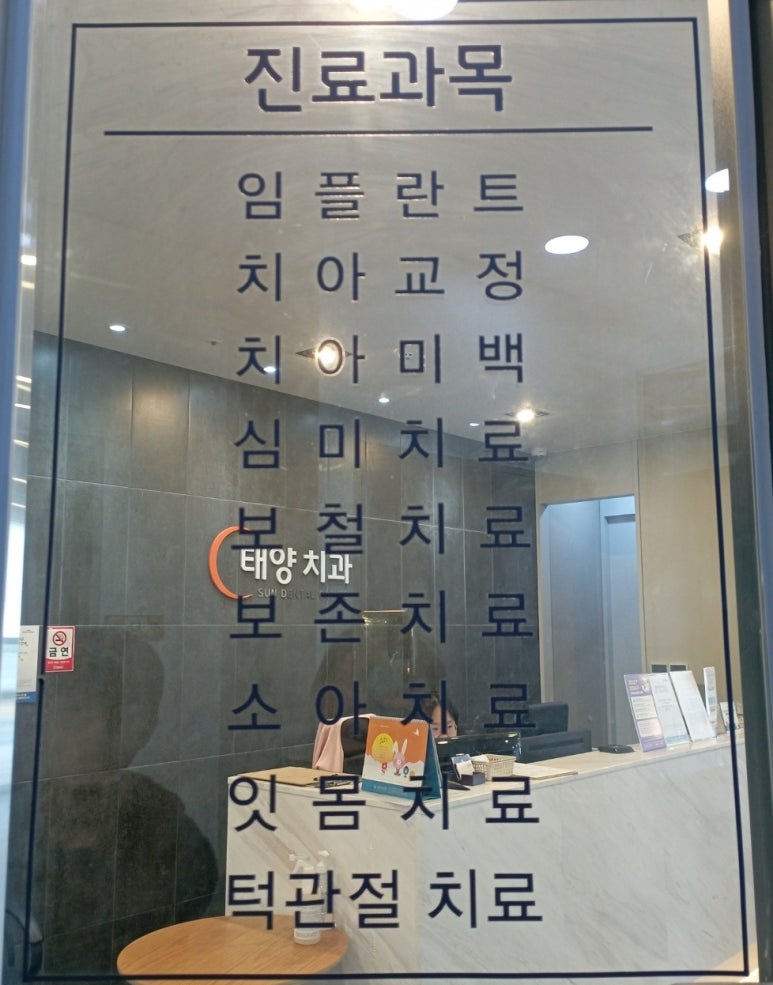 진료과목
임플란트
치아교정
치아미백
심미치료
보철치료
태양 치과
SUN DENTAL
보존치료
금연
소아치료
잇몸치료
턱관절 치료